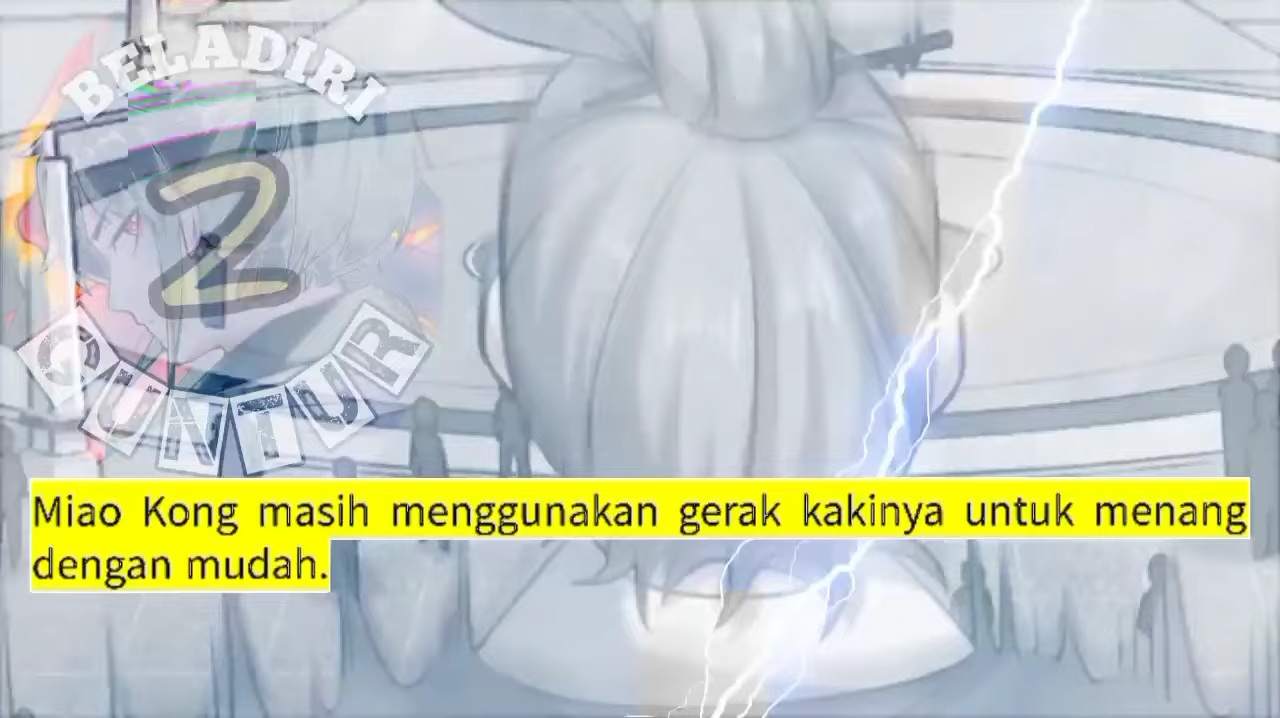 BELADIRI
2
GUNTUR
Miao Kong masih menggunakan gerak kakinya untuk menang
dengan mudah.